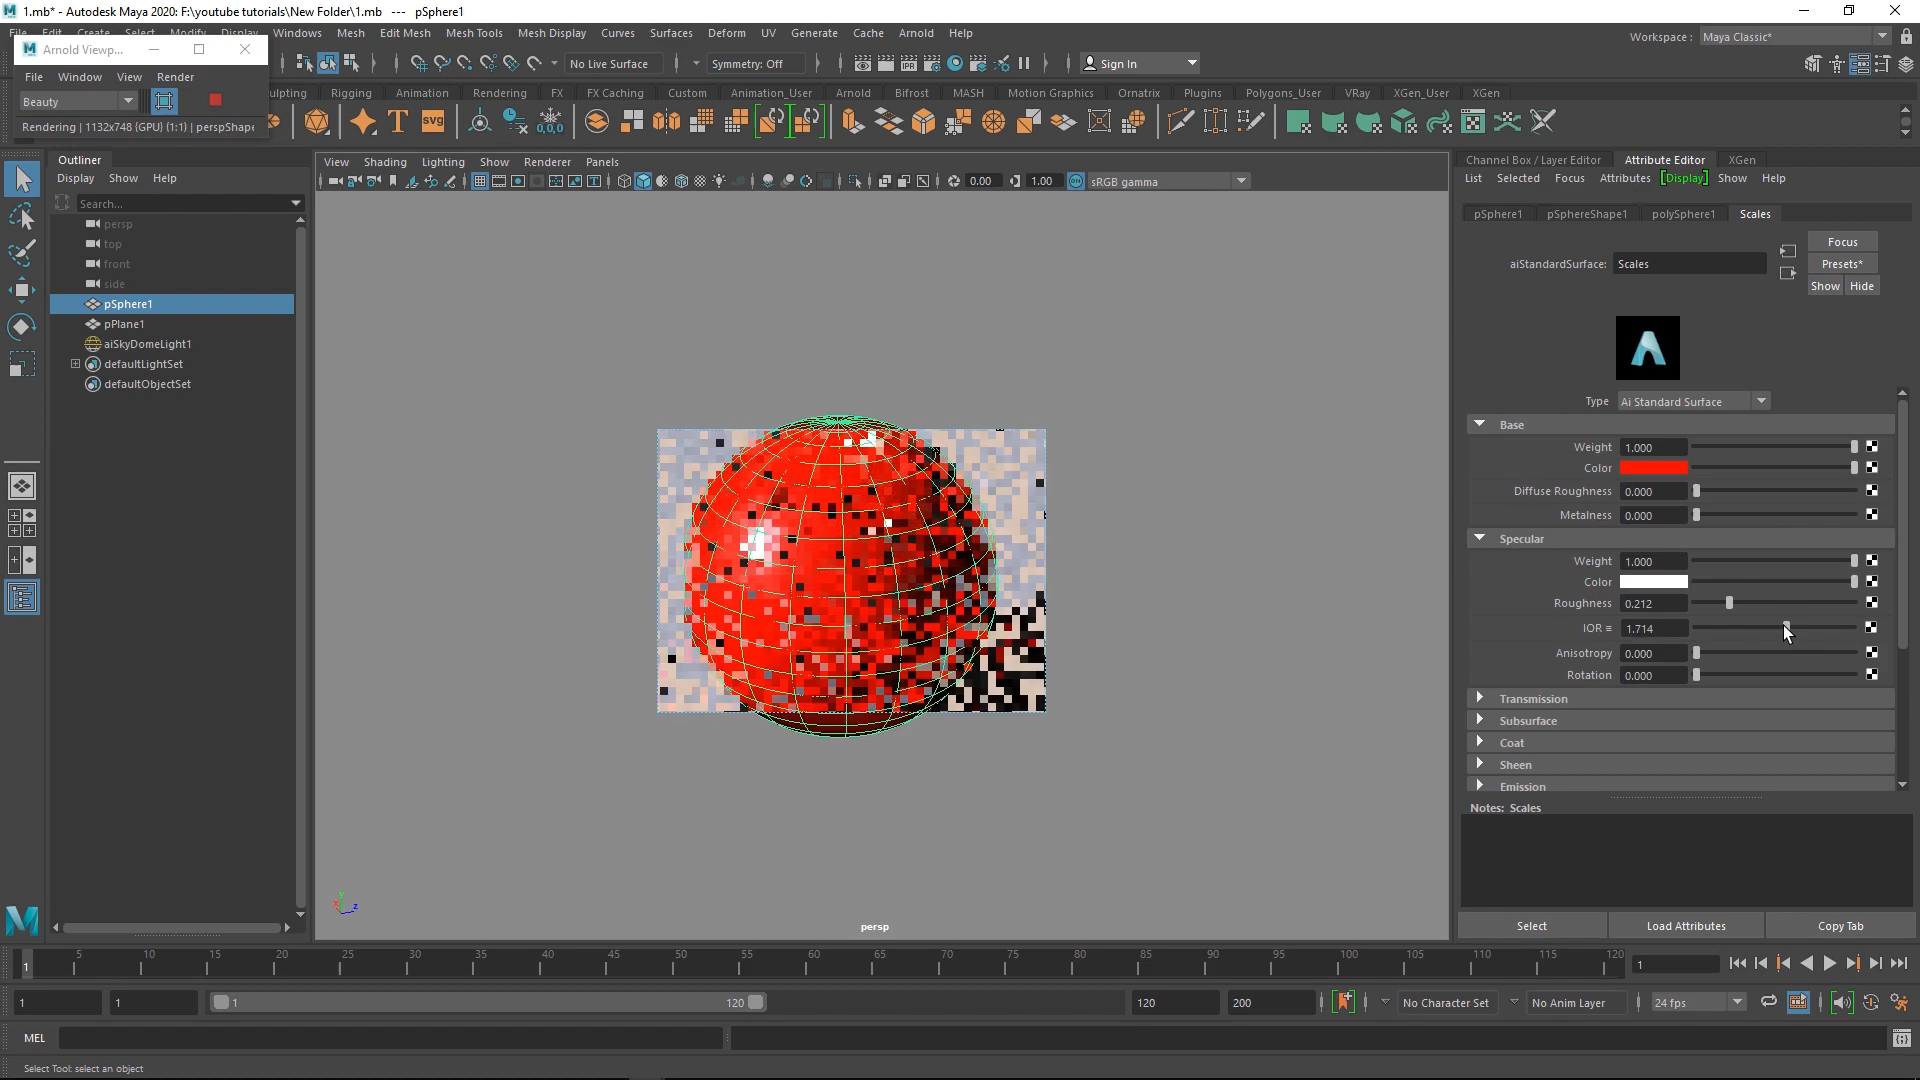 1.mb* - Autodesk Maya 2020: F:\youtube tutorials\New Folder\1.mb --- pSphere1
Windows Mesh Edit Mesh Mesh Tools Mesh Display Curves Surfaces Deform UV Generate Cache Arnold Help
Workspace : Maya Classic*
Arnold Viewp...
File Window View Render
Beauty
Rendering | 1132x748 (GPU) (1:1) | perspShape
No Live Surface
Symmetry: Off
Sign In
Rigging Animation Rendering FX FX Caching Custom Animation_User Arnold Bifrost MASH Motion Graphics Ornatrix Plugins Polygons_User VRay XGen_User XGen
T SVG
0,0,0
Outliner
Display Show Help
Search...
persp
top
front
side
pSphere1
pPlane1
aiSkyDomeLight1
defaultLightSet
defaultObjectSet
View Shading Lighting Show Renderer Panels
0.00 1.00 sRGB gamma
persp
Channel Box / Layer Editor Attribute Editor XGen
List Selected Focus Attributes [Display] Show Help
pSphere1 pSphereShape1 polySphere1 Scales
aiStandardSurface: Scales
Focus
Presets*
Show Hide
Type Ai Standard Surface
Base
Weight 1.000
Color
Diffuse Roughness 0.000
Metalness 0.000
Specular
Weight 1.000
Color
Roughness 0.212
IOR = 1.714
Anisotropy 0.000
Rotation 0.000
Transmission
Subsurface
Coat
Sheen
Emission
Notes: Scales
Select Load Attributes Copy Tab
1 5 10 15 20 25 30 35 40 45 50 55 60 65 70 75 80 85 90 95 100 105 110 115 120 1
1 1 1 120 120 200 No Character Set No Anim Layer 24 fps
MEL
Select Tool: select an object